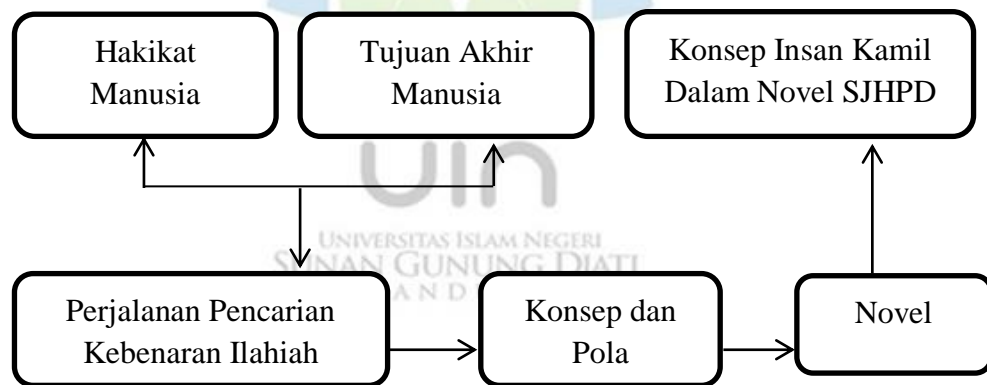 Hakikat
Manusia
Tujuan Akhir
Manusia
Konsep Insan Kamil
Dalam Novel SJHPD
uin
UNIVERSITAS ISLAM NEGERI
SUNAN GUNUNG DJATI
Perjalanan Pencarian
Kebenaran Ilahiah
Konsep dan
Pola
Novel